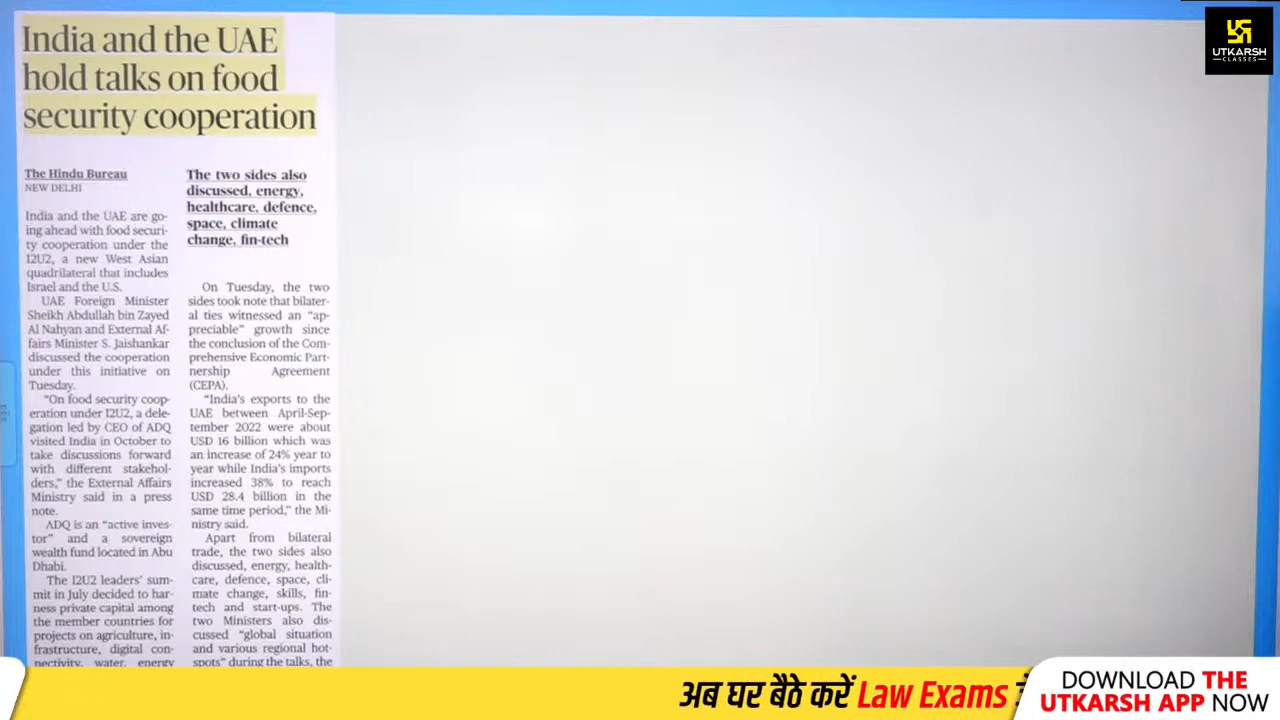 India and the UAE
hold talks on food
security cooperation
The Hindu Bureau
NEW DELHI
India and the UAE are go-
ing ahead with food securi-
ty cooperation under the
I2U2, a new West Asian
quadrilateral that includes
Israel and the U.S.
UAE Foreign Minister
Sheikh Abdullah bin Zayed
Al Nahyan and External Af-
fairs Minister S. Jaishankar
discussed the cooperation
under this initiative on
Tuesday.
“On food security coop-
eration under I2U2, a dele-
gation led by CEO of ADQ
visited India in October to
take discussions forward
with different stakehol-
ders,” the External Affairs
Ministry said in a press
note.
ADQ is an “active inves-
tor” and a sovereign
wealth fund located in Abu
Dhabi.
The I2U2 leaders’ sum-
mit in July decided to har-
ness private capital among
the member countries for
projects on agriculture, in-
frastructure, digital con-
nectivity, water, energy
The two sides also
discussed, energy,
healthcare, defence,
space, climate
change, fin-tech
On Tuesday, the two
sides took note that bilater-
al ties witnessed an “ap-
preciable” growth since
the conclusion of the Com-
prehensive Economic Part-
nership Agreement
(CEPA).
“India’s exports to the
UAE between April-Sep-
tember 2022 were about
USD 16 billion which was
an increase of 24% year to
year while India’s imports
increased 38% to reach
USD 28.4 billion in the
same time period,” the Mi-
nistry said.
Apart from bilateral
trade, the two sides also
discussed, energy, health-
care, defence, space, cli-
mate change, skills, fin-
tech and start-ups. The
two Ministers also dis-
cussed “global situation
and various regional hot-
spots” during the talks, the
UTKARSH
CLASSES
अब घर बैठे करें Law Exams
DOWNLOAD THE
UTKARSH APP NOW